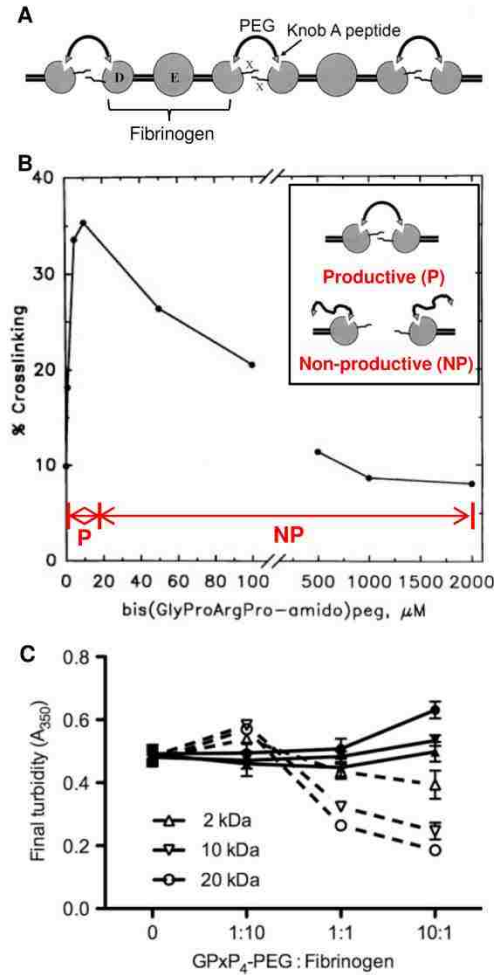 A
PEG
Knob A peptide
X
X
D
E
Fibrinogen
B
40
30
20
10
0
% Crosslinking
Productive (P)
Non-productive (NP)
P
NP
0 20 40 60 80 100 500 1000 1500 2000
bis(GlyProArgPro-amido)peg, μM
C
0.8
0.6
0.4
0.2
0.0
Final turbidity (A350)
2 kDa
10 kDa
20 kDa
0 1:10 1:1 10:1
GPxP4-PEG : Fibrinogen